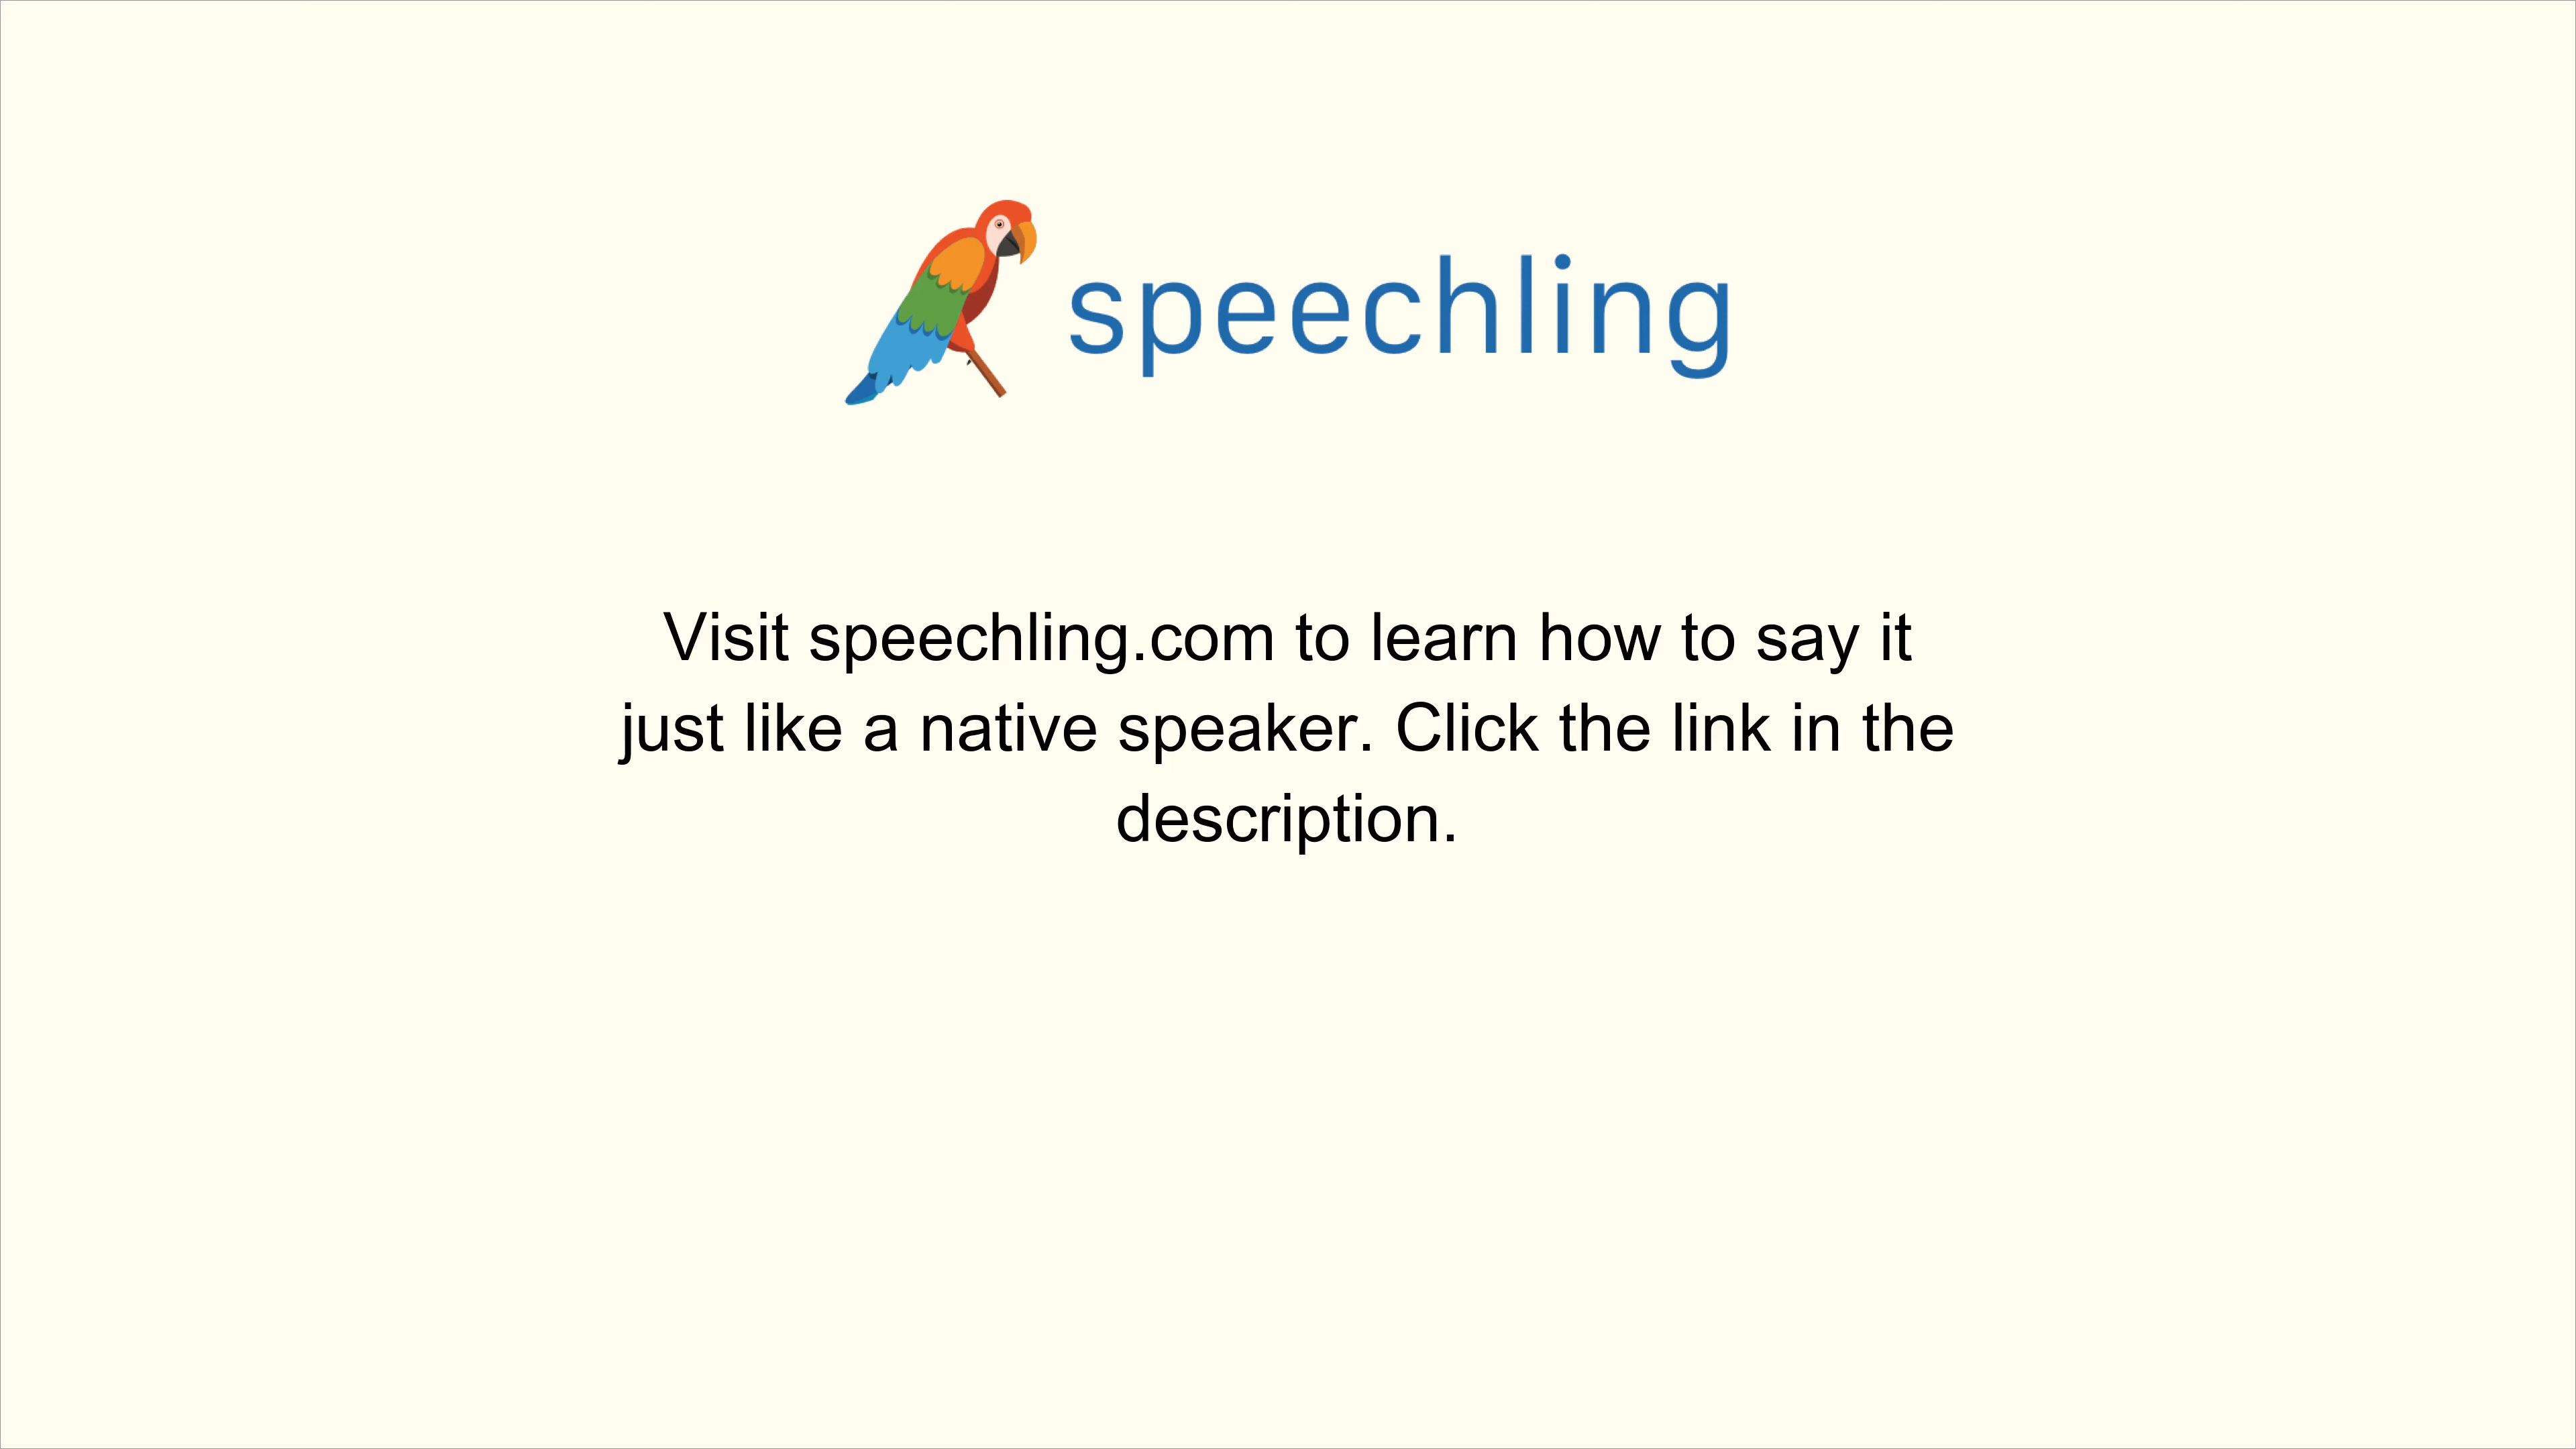 speechling
Visit speechling.com to learn how to say it
just like a native speaker. Click the link in the
description.